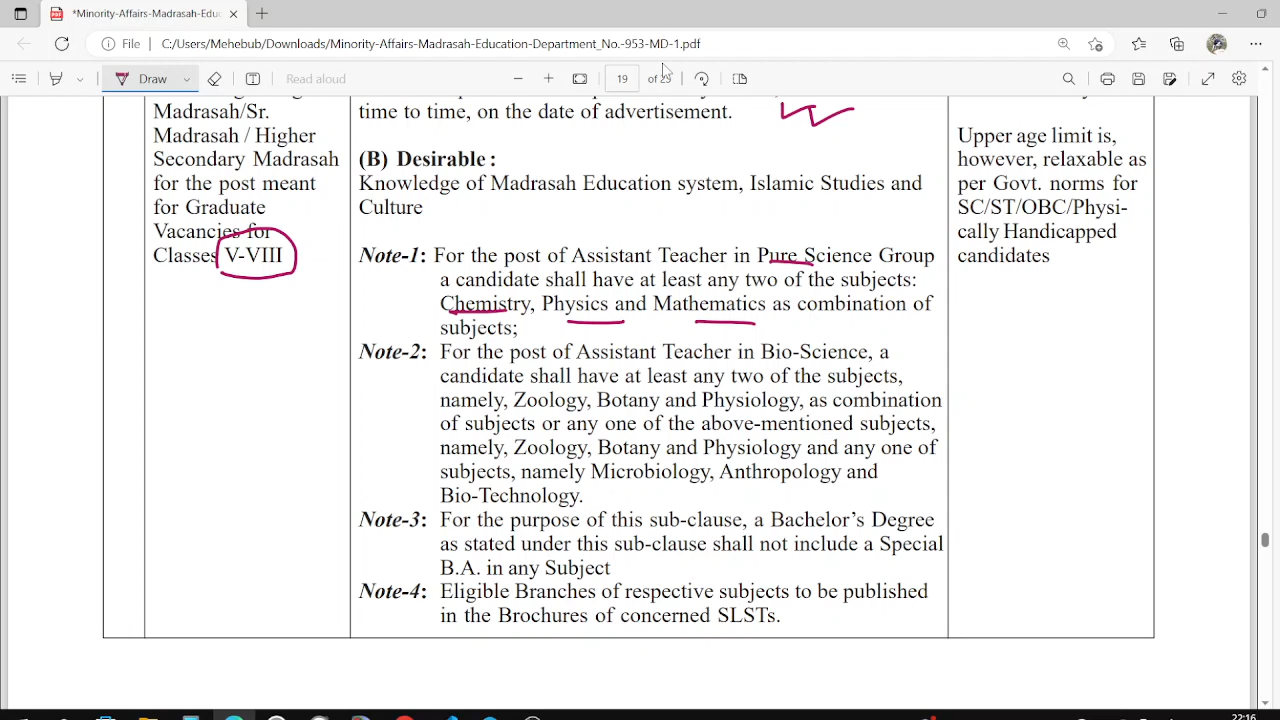 *Minority-Affairs-Madrasah-Edu
File C:/Users/Mehebub/Downloads/Minority-Affairs-Madrasah-Education-Department_No.-953-MD-1.pdf
Draw Read aloud 19 of 25
Madrasah/Sr.
Madrasah / Higher
Secondary Madrasah
for the post meant
for Graduate
Vacancies for
Classes V-VIII
time to time, on the date of advertisement.
(B) Desirable :
Knowledge of Madrasah Education system, Islamic Studies and
Culture
Note-1: For the post of Assistant Teacher in Pure Science Group
a candidate shall have at least any two of the subjects:
Chemistry, Physics and Mathematics as combination of
subjects;
Note-2: For the post of Assistant Teacher in Bio-Science, a
candidate shall have at least any two of the subjects,
namely, Zoology, Botany and Physiology, as combination
of subjects or any one of the above-mentioned subjects,
namely, Zoology, Botany and Physiology and any one of
subjects, namely Microbiology, Anthropology and
Bio-Technology.
Note-3: For the purpose of this sub-clause, a Bachelor's Degree
as stated under this sub-clause shall not include a Special
B.A. in any Subject
Note-4: Eligible Branches of respective subjects to be published
in the Brochures of concerned SLSTs.
Upper age limit is,
however, relaxable as
per Govt. norms for
SC/ST/OBC/Physi-
cally Handicapped
candidates
22:16